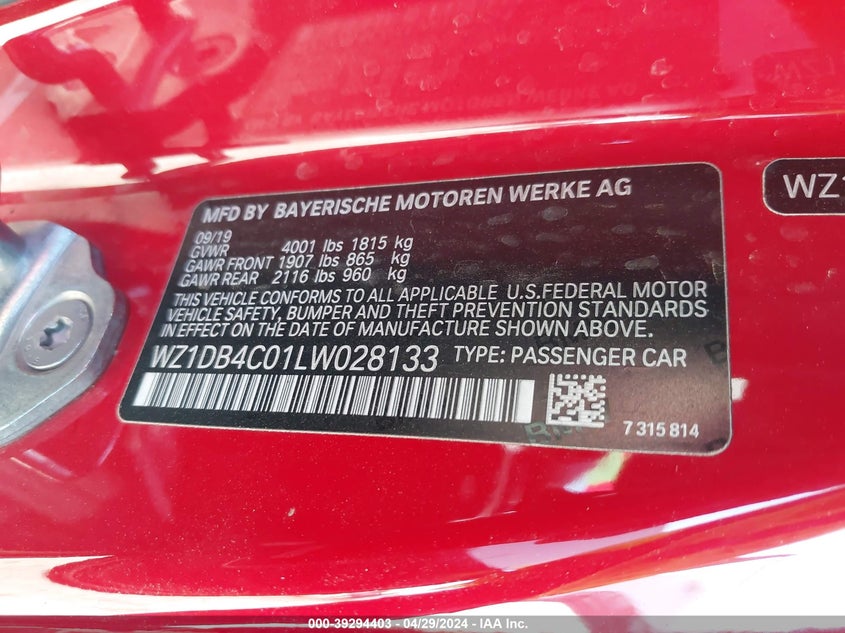 MFD BY BAYERISCHE MOTOREN WERKE AG
09/19
GVWR 4001 lbs 1815 kg
GAWR FRONT 1907 lbs 865 kg
GAWR REAR 2116 lbs 960 kg
THIS VEHICLE CONFORMS TO ALL APPLICABLE U.S.FEDERAL MOTOR
VEHICLE SAFETY, BUMPER AND THEFT PREVENTION STANDARDS
IN EFFECT ON THE DATE OF MANUFACTURE SHOWN ABOVE.
WZ1DB4C01LW028133 TYPE: PASSENGER CAR
7 315 814
WZ1
000-39294403 - 04/29/2024 - IAA Inc.